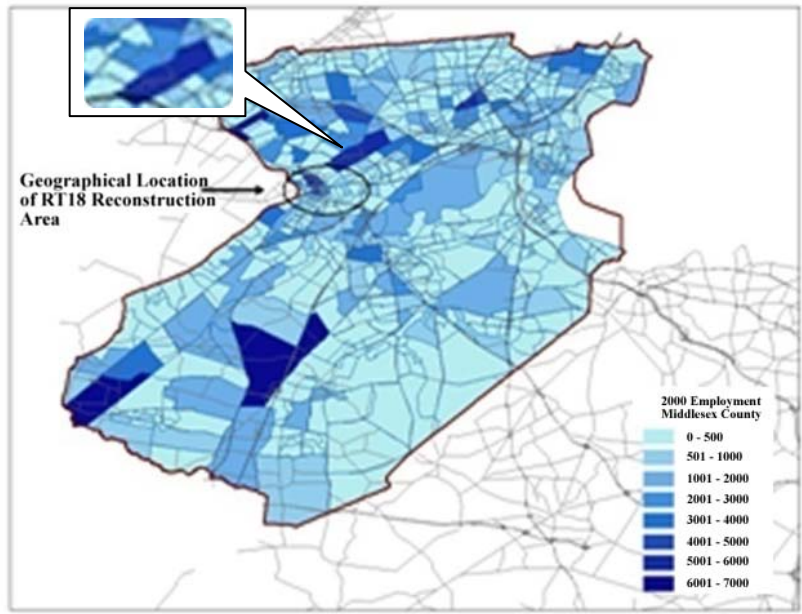 Geographical Location
of RT18 Reconstruction
Area
2000 Employment
Middlesex County
0 - 500
501 - 1000
1001 - 2000
2001 - 3000
3001 - 4000
4001 - 5000
5001 - 6000
6001 - 7000